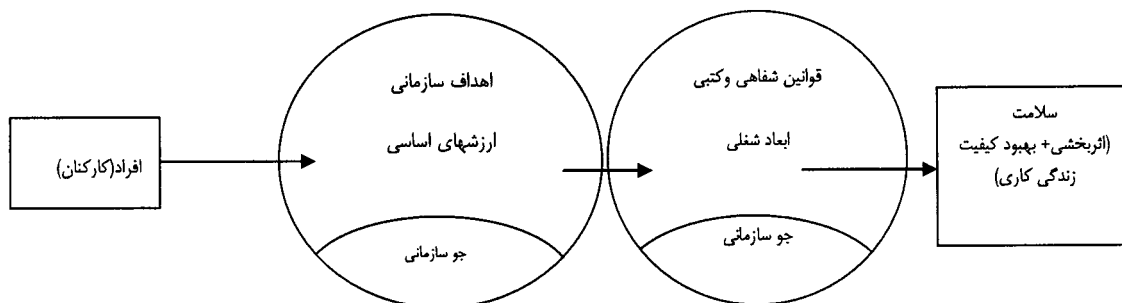 افراد(کارکنان)
اهداف سازمانی
ارزشهای اساسی
جو سازمانی
قوانین شفاهی وکتبی
ابعاد شغلی
جو سازمانی
سلامت
(اثربخشی+ بهبود کیفیت
زندگی کاری)